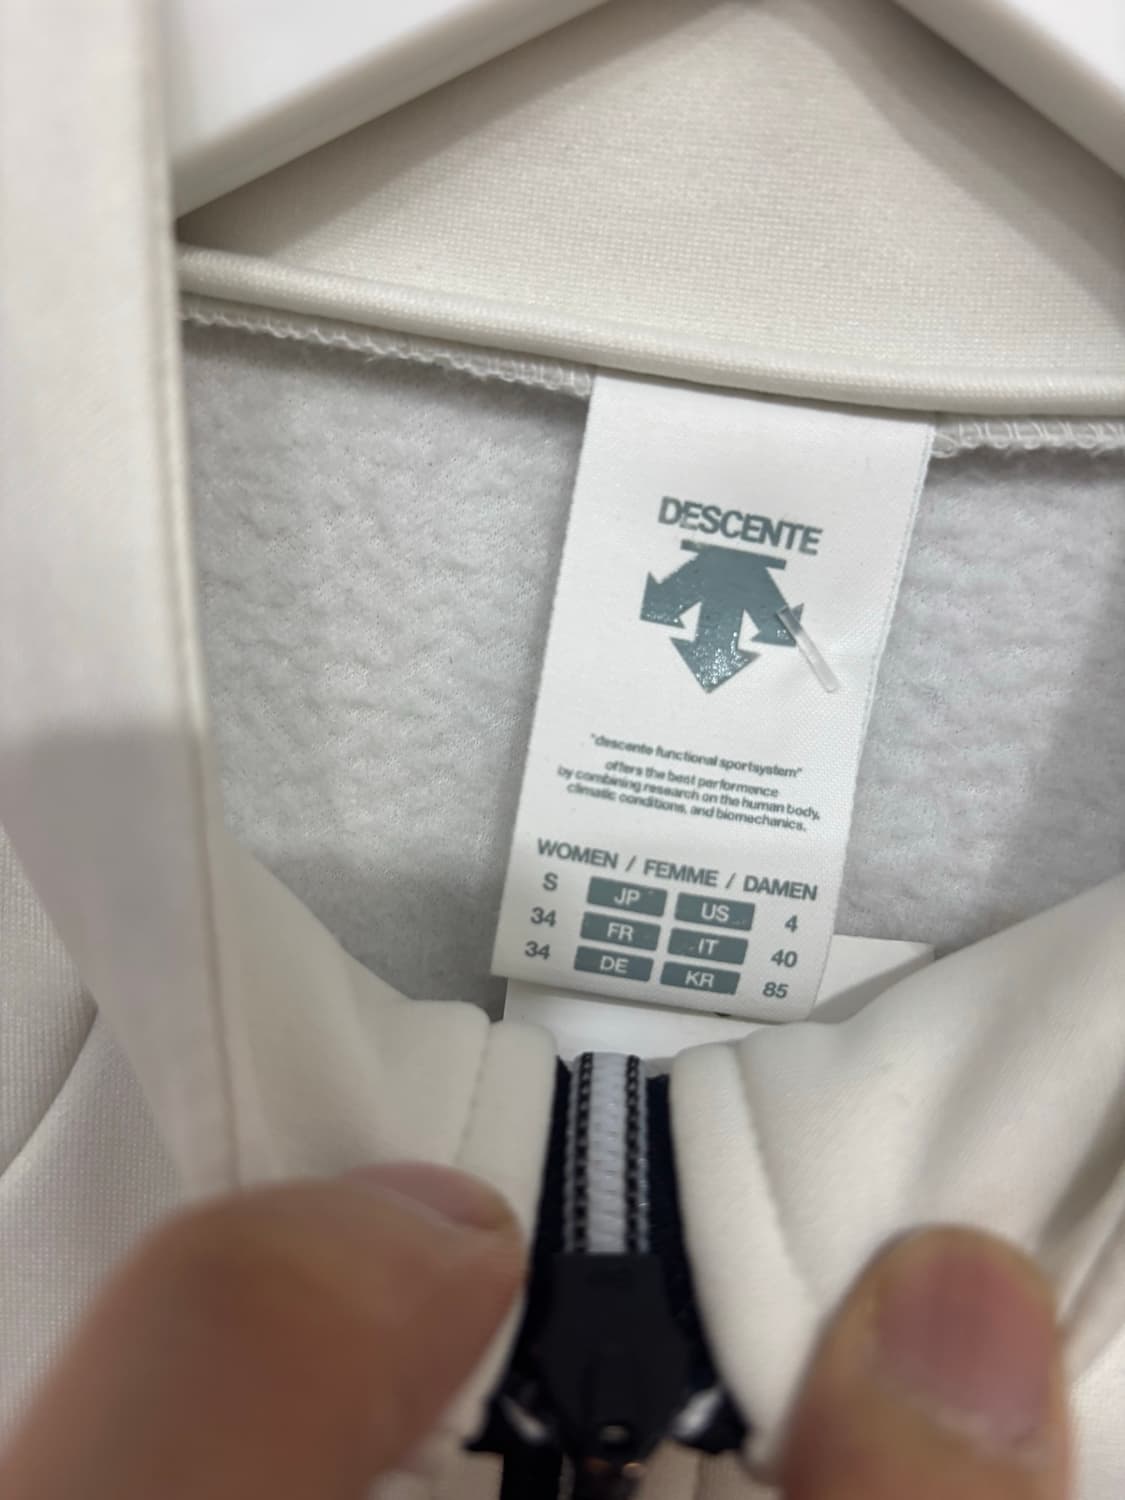 DESCENTE
"descente functional sportsystem"
offers the best performance
by combining research on the human body,
climatic conditions, and biomechanics.
WOMEN / FEMME / DAMEN
S JP US 4
34 FR IT 40
34 DE KR 85